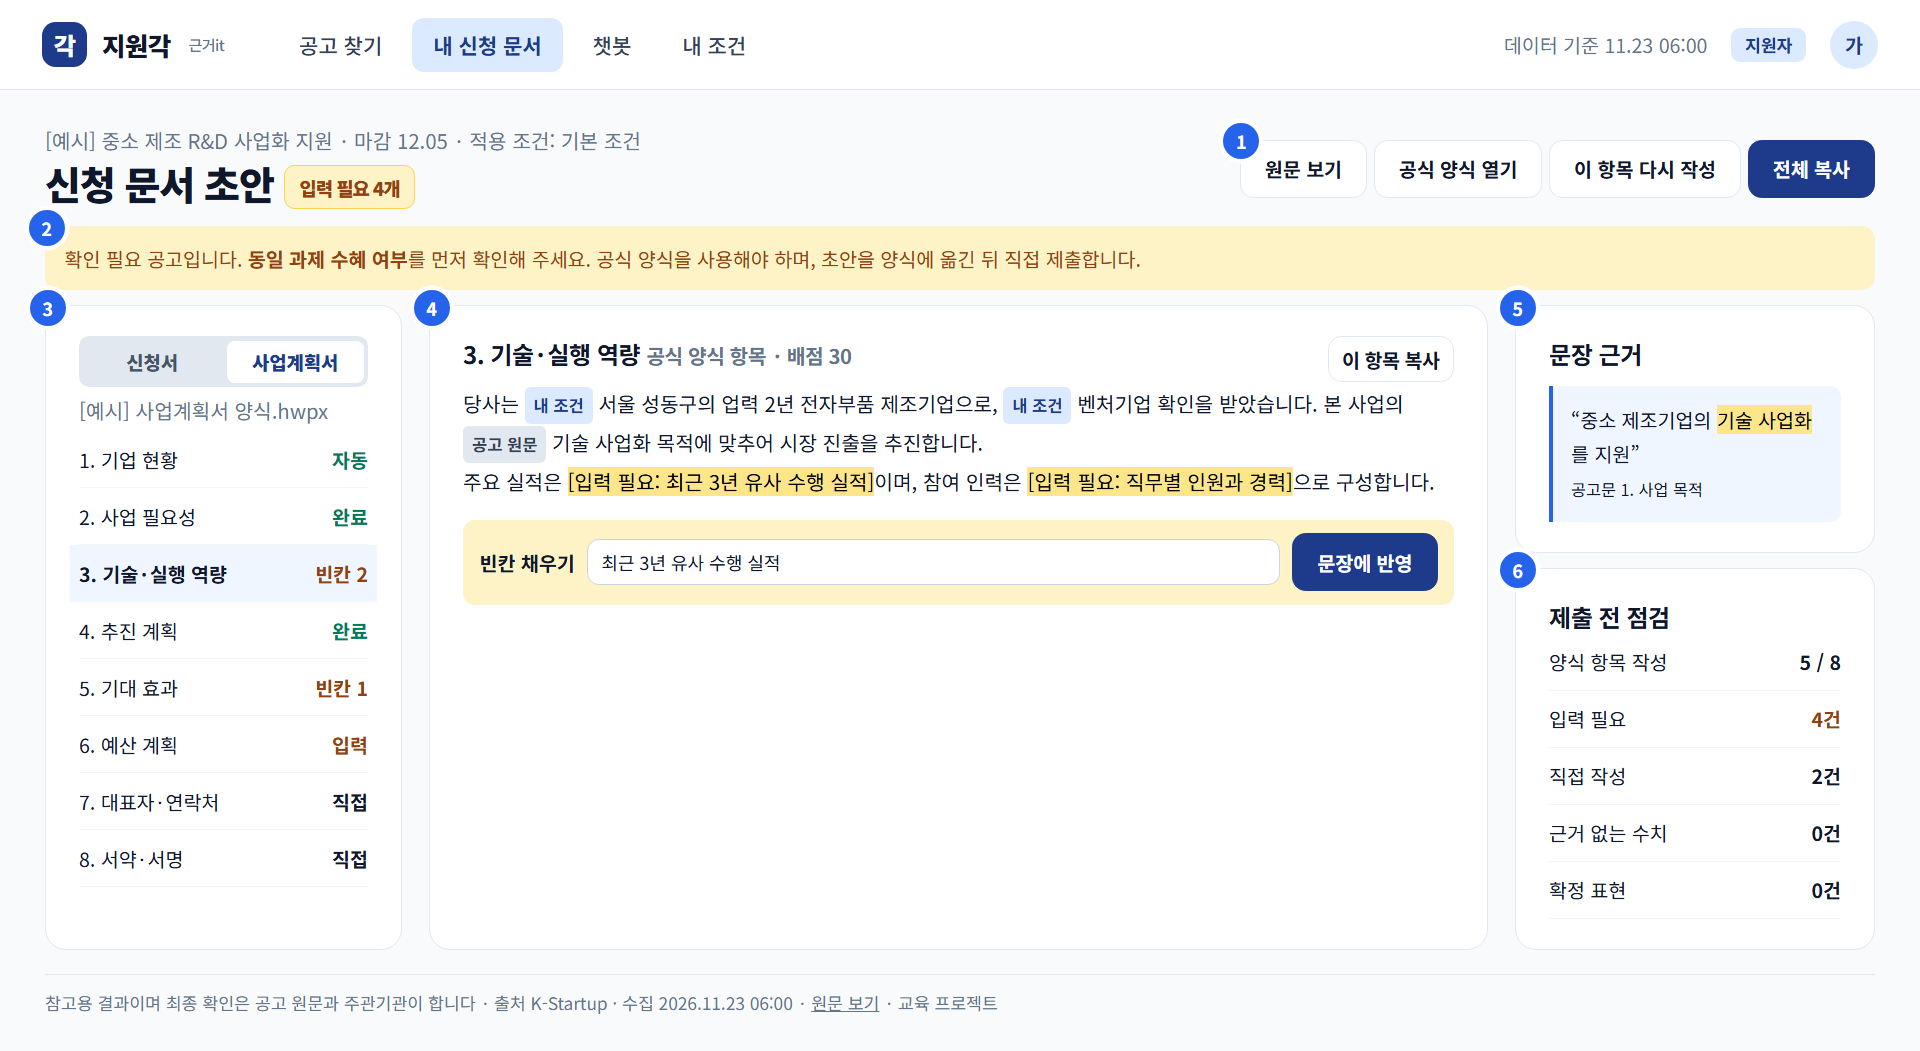 각 지원각 근거it 공고 찾기 내 신청 문서 챗봇 내 조건 데이터 기준 11.23 06:00 지원자 가
[예시] 중소 제조 R&D 사업화 지원 · 마감 12.05 · 적용 조건: 기본 조건
신청 문서 초안 입력 필요 4개
1 원문 보기 공식 양식 열기 이 항목 다시 작성 전체 복사
2
확인 필요 공고입니다. 동일 과제 수혜 여부를 먼저 확인해 주세요. 공식 양식을 사용해야 하며, 초안을 양식에 옮긴 뒤 직접 제출합니다.
3
신청서 사업계획서
[예시] 사업계획서 양식.hwpx
1. 기업 현황 자동
2. 사업 필요성 완료
3. 기술·실행 역량 빈칸 2
4. 추진 계획 완료
5. 기대 효과 빈칸 1
6. 예산 계획 입력
7. 대표자·연락처 직접
8. 서약·서명 직접
4
3. 기술·실행 역량 공식 양식 항목 · 배점 30 이 항목 복사
당사는 내 조건 서울 성동구의 업력 2년 전자부품 제조기업으로, 내 조건 벤처기업 확인을 받았습니다. 본 사업의
공고 원문 기술 사업화 목적에 맞추어 시장 진출을 추진합니다.
주요 실적은 [입력 필요: 최근 3년 유사 수행 실적]이며, 참여 인력은 [입력 필요: 직무별 인원과 경력]으로 구성합니다.
빈칸 채우기 최근 3년 유사 수행 실적 문장에 반영
5
문장 근거
“중소 제조기업의 기술 사업화
를 지원”
공고문 1. 사업 목적
6
제출 전 점검
양식 항목 작성 5 / 8
입력 필요 4건
직접 작성 2건
근거 없는 수치 0건
확정 표현 0건
참고용 결과이며 최종 확인은 공고 원문과 주관기관이 합니다 · 출처 K-Startup · 수집 2026.11.23 06:00 · 원문 보기 · 교육 프로젝트